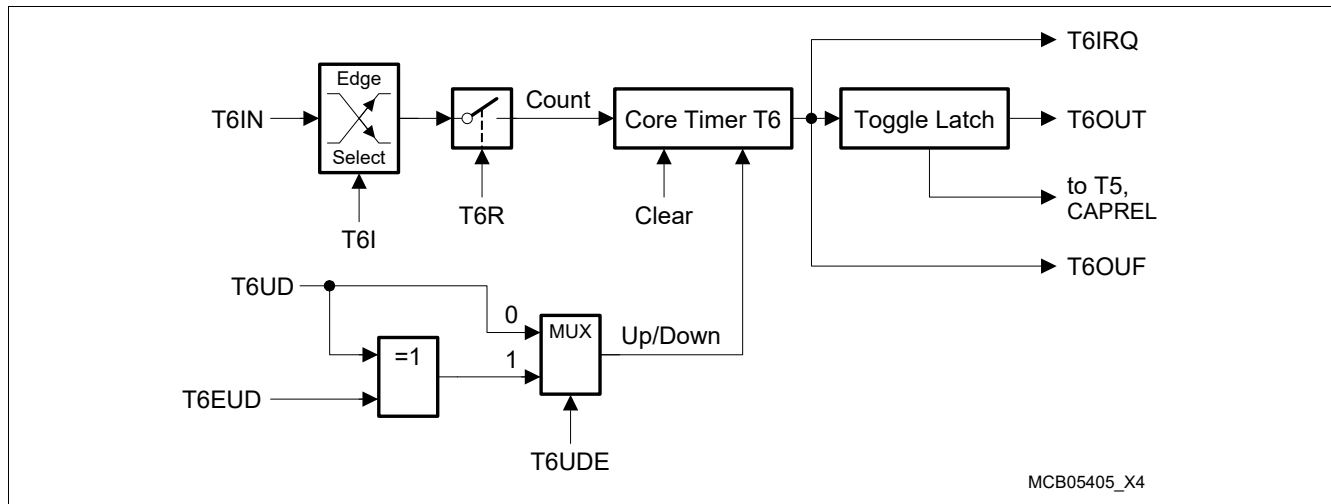 T6IRQ
Edge
Select
T6IN
Count
Core Timer T6
Toggle Latch
T6OUT
T6I
T6R
Clear
to T5,
CAPREL
T6OUF
T6UD
0
MUX
Up/Down
=1
1
T6EUD
T6UDE
MCB05405_X4